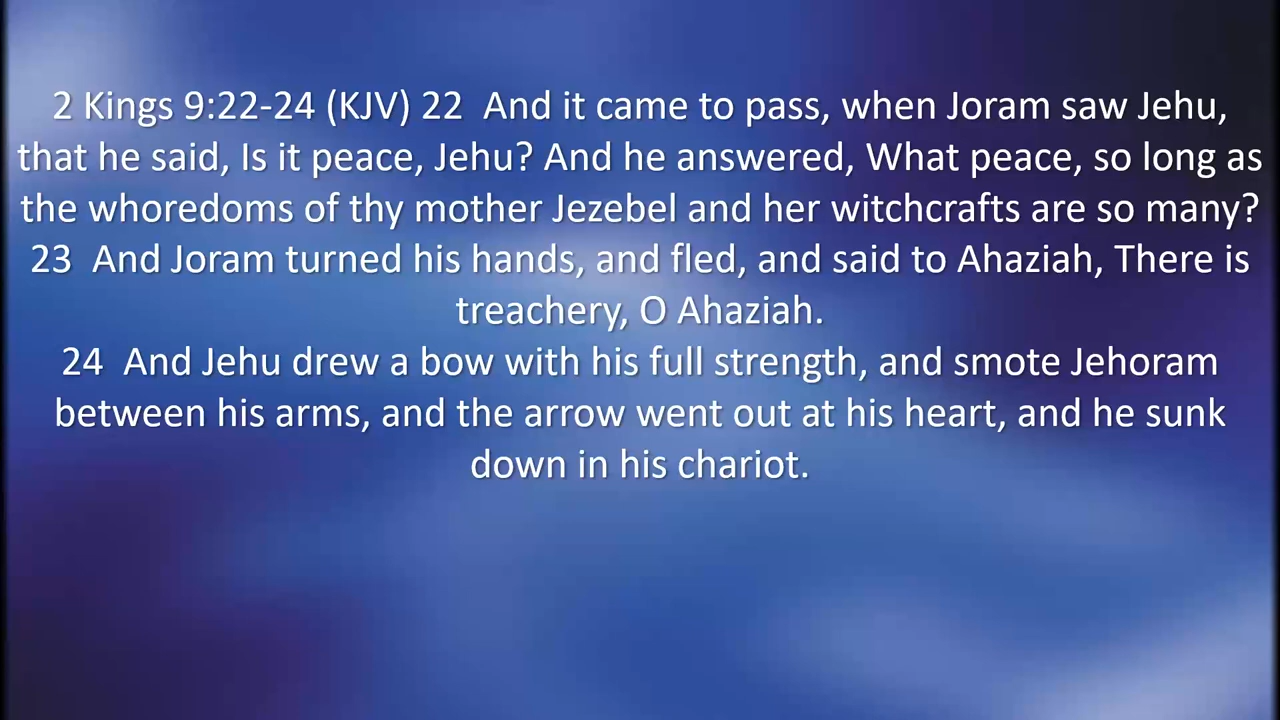 2 Kings 9:22-24 (KJV) 22  And it came to pass, when Joram saw Jehu,
that he said, Is it peace, Jehu? And he answered, What peace, so long as
the whoredoms of thy mother Jezebel and her witchcrafts are so many?
23  And Joram turned his hands, and fled, and said to Ahaziah, There is
treachery, O Ahaziah.
24  And Jehu drew a bow with his full strength, and smote Jehoram
between his arms, and the arrow went out at his heart, and he sunk
down in his chariot.